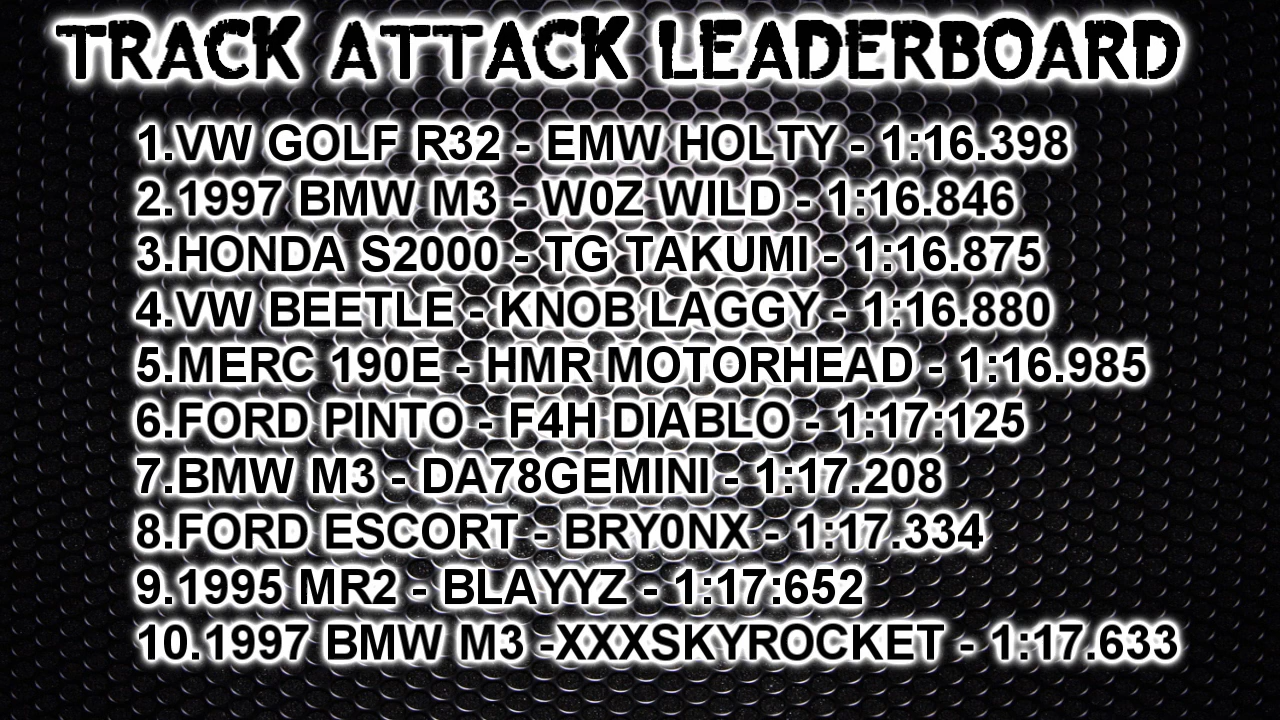 TRACK ATTACK LEADERBOARD
1.VW GOLF R32 - EMW HOLTY - 1:16.398
2.1997 BMW M3 - W0Z WILD - 1:16.846
3.HONDA S2000 - TG TAKUMI - 1:16.875
4.VW BEETLE - KNOB LAGGY - 1:16.880
5.MERC 190E - HMR MOTORHEAD - 1:16.985
6.FORD PINTO - F4H DIABLO - 1:17:125
7.BMW M3 - DA78GEMINI - 1:17.208
8.FORD ESCORT - BRY0NX - 1:17.334
9.1995 MR2 - BLAYYZ - 1:17:652
10.1997 BMW M3 -XXXSKYROCKET - 1:17.633